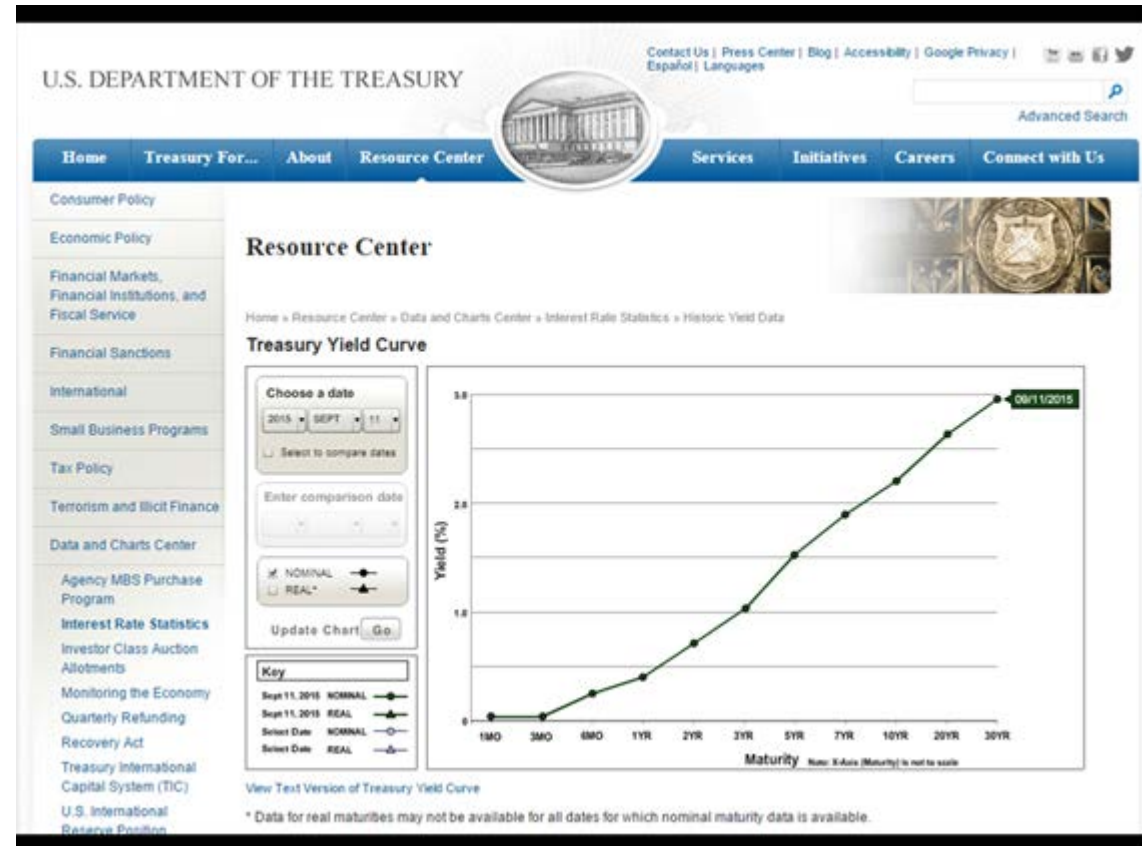 Contact Us | Press Center | Blog | Accessibility | Google Privacy |
Español | Languages
U.S. DEPARTMENT OF THE TREASURY
Advanced Search
Home Treasury For... About Resource Center Services Initiatives Careers Connect with Us
Consumer Policy
Economic Policy
Financial Markets,
Financial Institutions, and
Fiscal Service
Financial Sanctions
International
Small Business Programs
Tax Policy
Terrorism and Illicit Finance
Data and Charts Center
Agency MBS Purchase
Program
Interest Rate Statistics
Investor Class Auction
Allotments
Monitoring the Economy
Quarterly Refunding
Recovery Act
Treasury International
Capital System (TIC)
U.S. International
Reserve Position
Resource Center
Home » Resource Center » Data and Charts Center » Interest Rate Statistics » Historic Yield Data
Treasury Yield Curve
Choose a date
2015 SEPT 11
Select to compare dates
Enter comparison date
NOMINAL
REAL*
Update Chart Go
Key
Sept 11, 2015 NOMINAL
Sept 11, 2015 REAL
Select Date NOMINAL
Select Date REAL
3.0
2.0
1.0
0
Yield (%)
09/11/2015
1MO 3MO 6MO 1YR 2YR 3YR 5YR 7YR 10YR 20YR 30YR
Maturity Note: X-Axis (Maturity) is not to scale
View Text Version of Treasury Yield Curve
* Data for real maturities may not be available for all dates for which nominal maturity data is available.